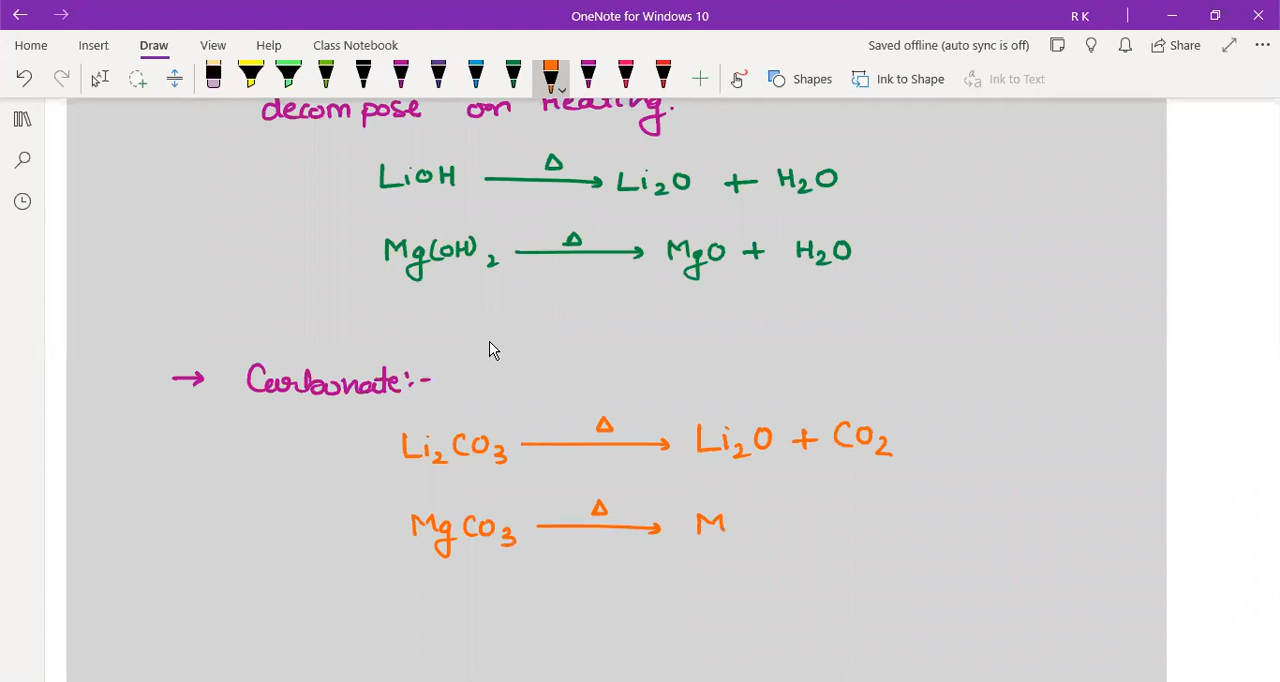 OneNote for Windows 10
R K
Home Insert Draw View Help Class Notebook
Saved offline (auto sync is off) Share
Shapes Ink to Shape Ink to Text
decompose on Heating.
LiOH →Δ Li₂O + H₂O
Mg(OH)₂ →Δ MgO + H₂O
→ Carbonate:-
Li₂CO₃ →Δ Li₂O + CO₂
MgCO₃ →Δ M